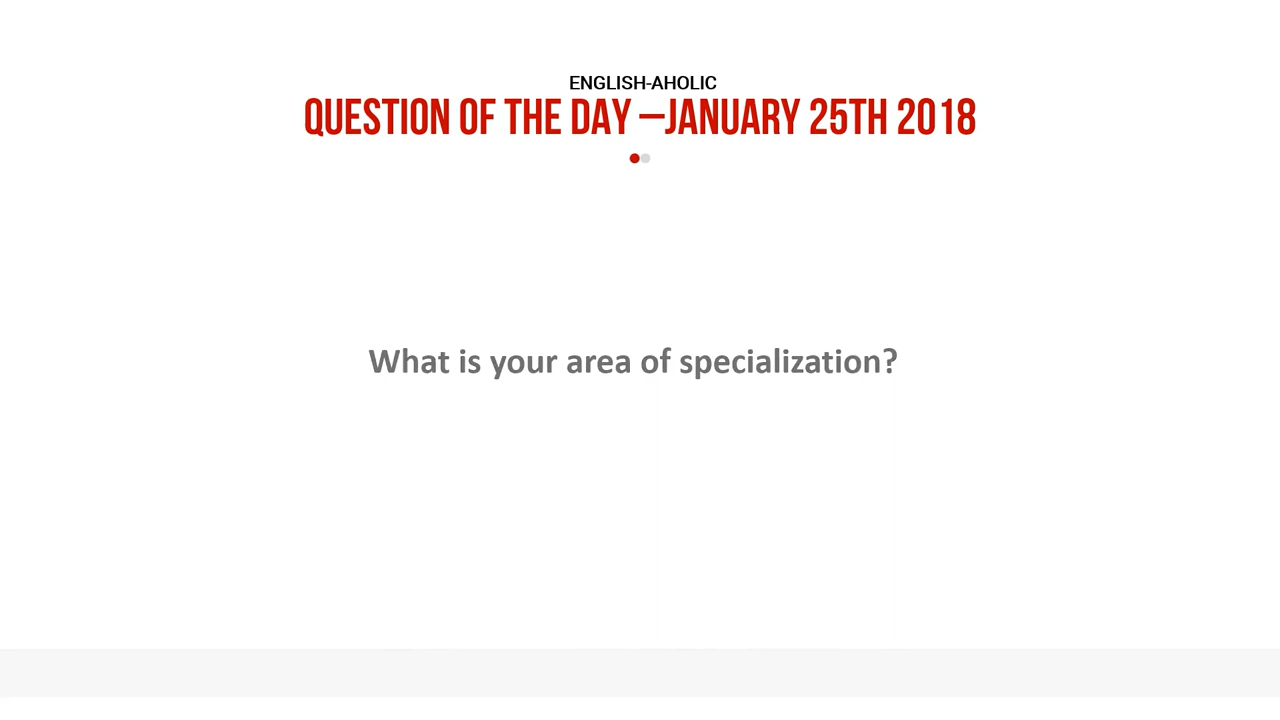 ENGLISH-AHOLIC
QUESTION OF THE DAY –JANUARY 25TH 2018
What is your area of specialization?